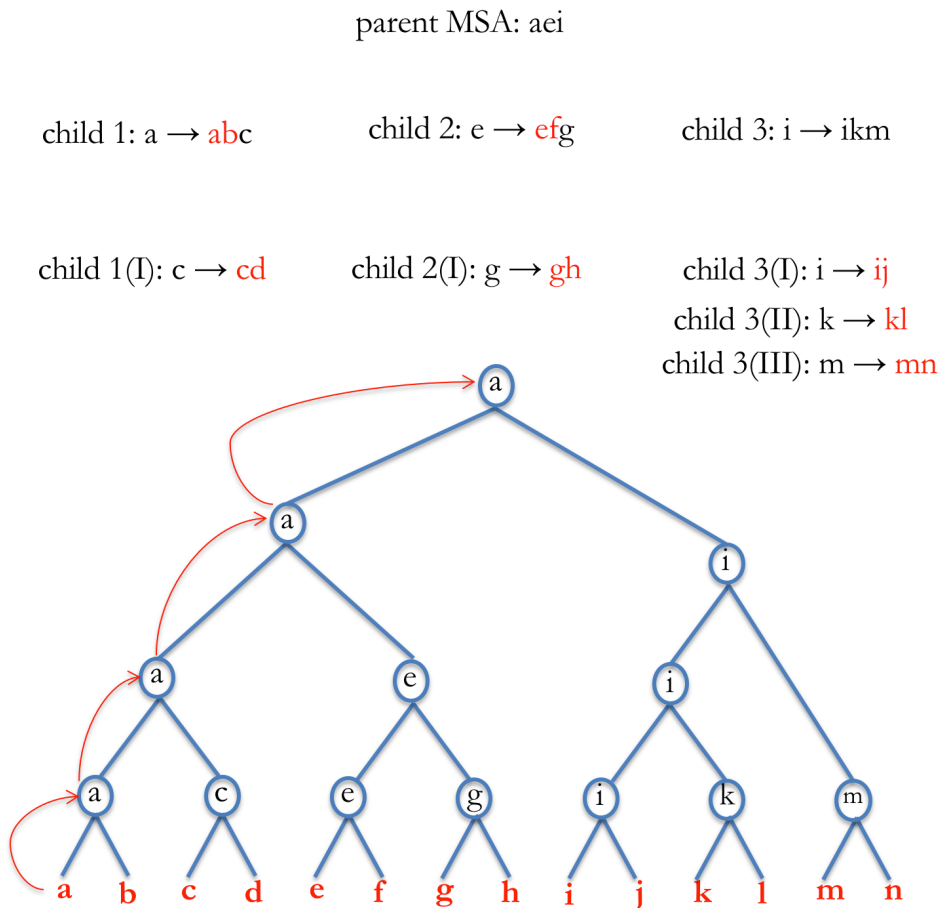 parent MSA: aei
child 1: a → abc
child 2: e → efg
child 3: i → ikm
child 1(I): c → cd
child 2(I): g → gh
child 3(I): i → ij
child 3(II): k → kl
child 3(III): m → mn
a
a
i
a
e
i
a
c
e
g
i
k
m
a b c d e f g h i j k l m n